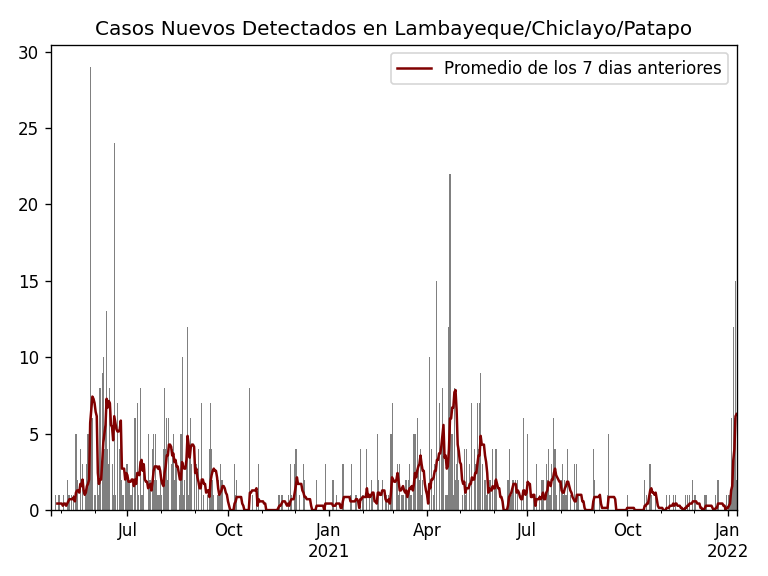 Casos Nuevos Detectados en Lambayeque/Chiclayo/Patapo
Promedio de los 7 dias anteriores
30
25
20
15
10
5
0
Jul Oct Jan Apr Jul Oct Jan
2021 2022